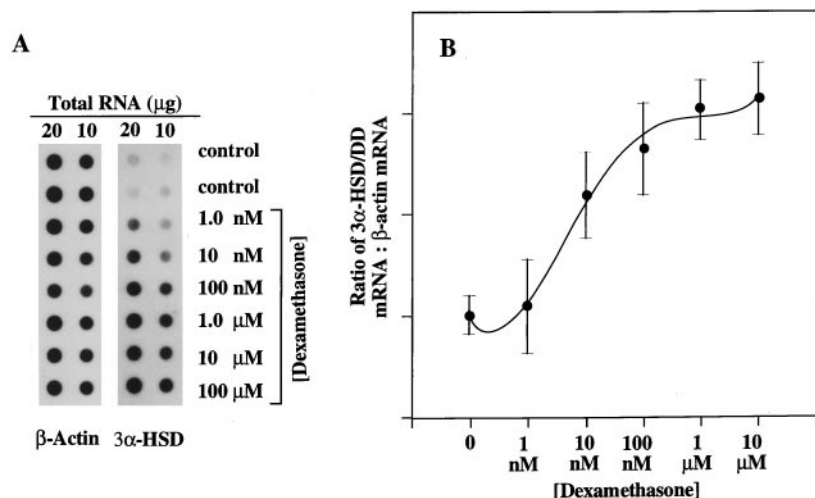 A
Total RNA (μg)
20 10 20 10
control
control
1.0 nM
10 nM
100 nM
1.0 μM
10 μM
100 μM
[Dexamethasone]
β-Actin 3α-HSD
B
Ratio of 3α-HSD/DD
mRNA : β-actin mRNA
0 1 10 100 1 10
nM nM nM μM μM
[Dexamethasone]